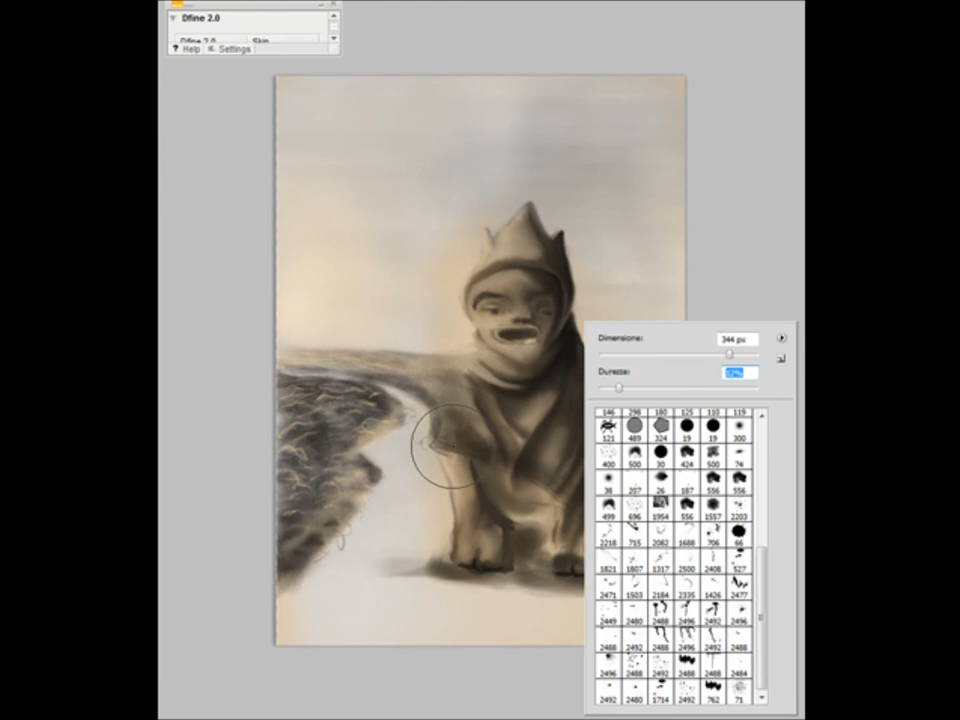 Dfine 2.0
Dfine 2.0 Skin
? Help Settings
Dimensione: 344 px
Durezza:
146 298 180 125 110 119
121 489 324 19 19 300
400 500 30 424 500 74
38 207 26 187 556 556
499 696 1954 556 1557 2203
2218 715 2082 1688 706 66
1821 1807 1317 2500 2408 527
2471 1503 2184 2335 1426 2477
2449 2480 2488 2496 2492 2496
2488 2492 2488 2496 2492 2488
2496 2488 2492 2488 2488 2484
2492 2480 1714 2492 762 71